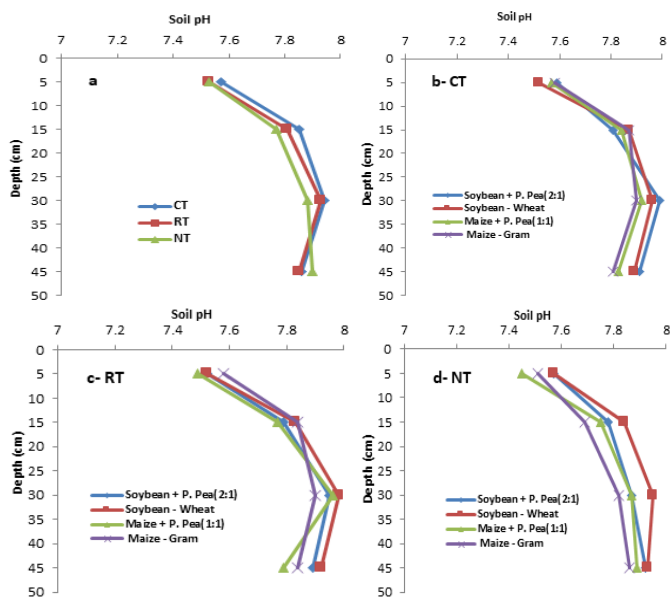 Soil pH
7 7.2 7.4 7.6 7.8 8
0
5
10
15
20
25
30
35
40
45
50
Depth (cm)
a
CT
RT
NT
Soil pH
7 7.2 7.4 7.6 7.8 8
0
5
10
15
20
25
30
35
40
45
50
Depth (cm)
b- CT
Soybean + P. Pea(2:1)
Soybean - Wheat
Maize + P. Pea(1:1)
Maize - Gram
Soil pH
7 7.2 7.4 7.6 7.8 8
0
5
10
15
20
25
30
35
40
45
50
Depth (cm)
c- RT
Soybean + P. Pea(2:1)
Soybean - Wheat
Maize + P. Pea(1:1)
Maize - Gram
Soil pH
7 7.2 7.4 7.6 7.8 8
0
5
10
15
20
25
30
35
40
45
50
Depth (cm)
d- NT
Soybean + P. Pea(2:1)
Soybean - Wheat
Maize + P. Pea(1:1)
Maize - Gram